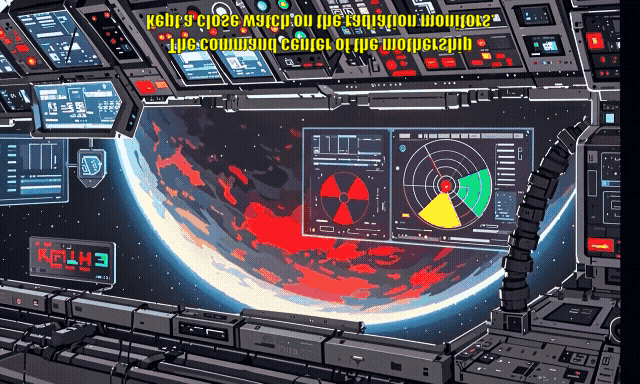 The command center of the mothership
Kept a close watch on the radiation monitors.